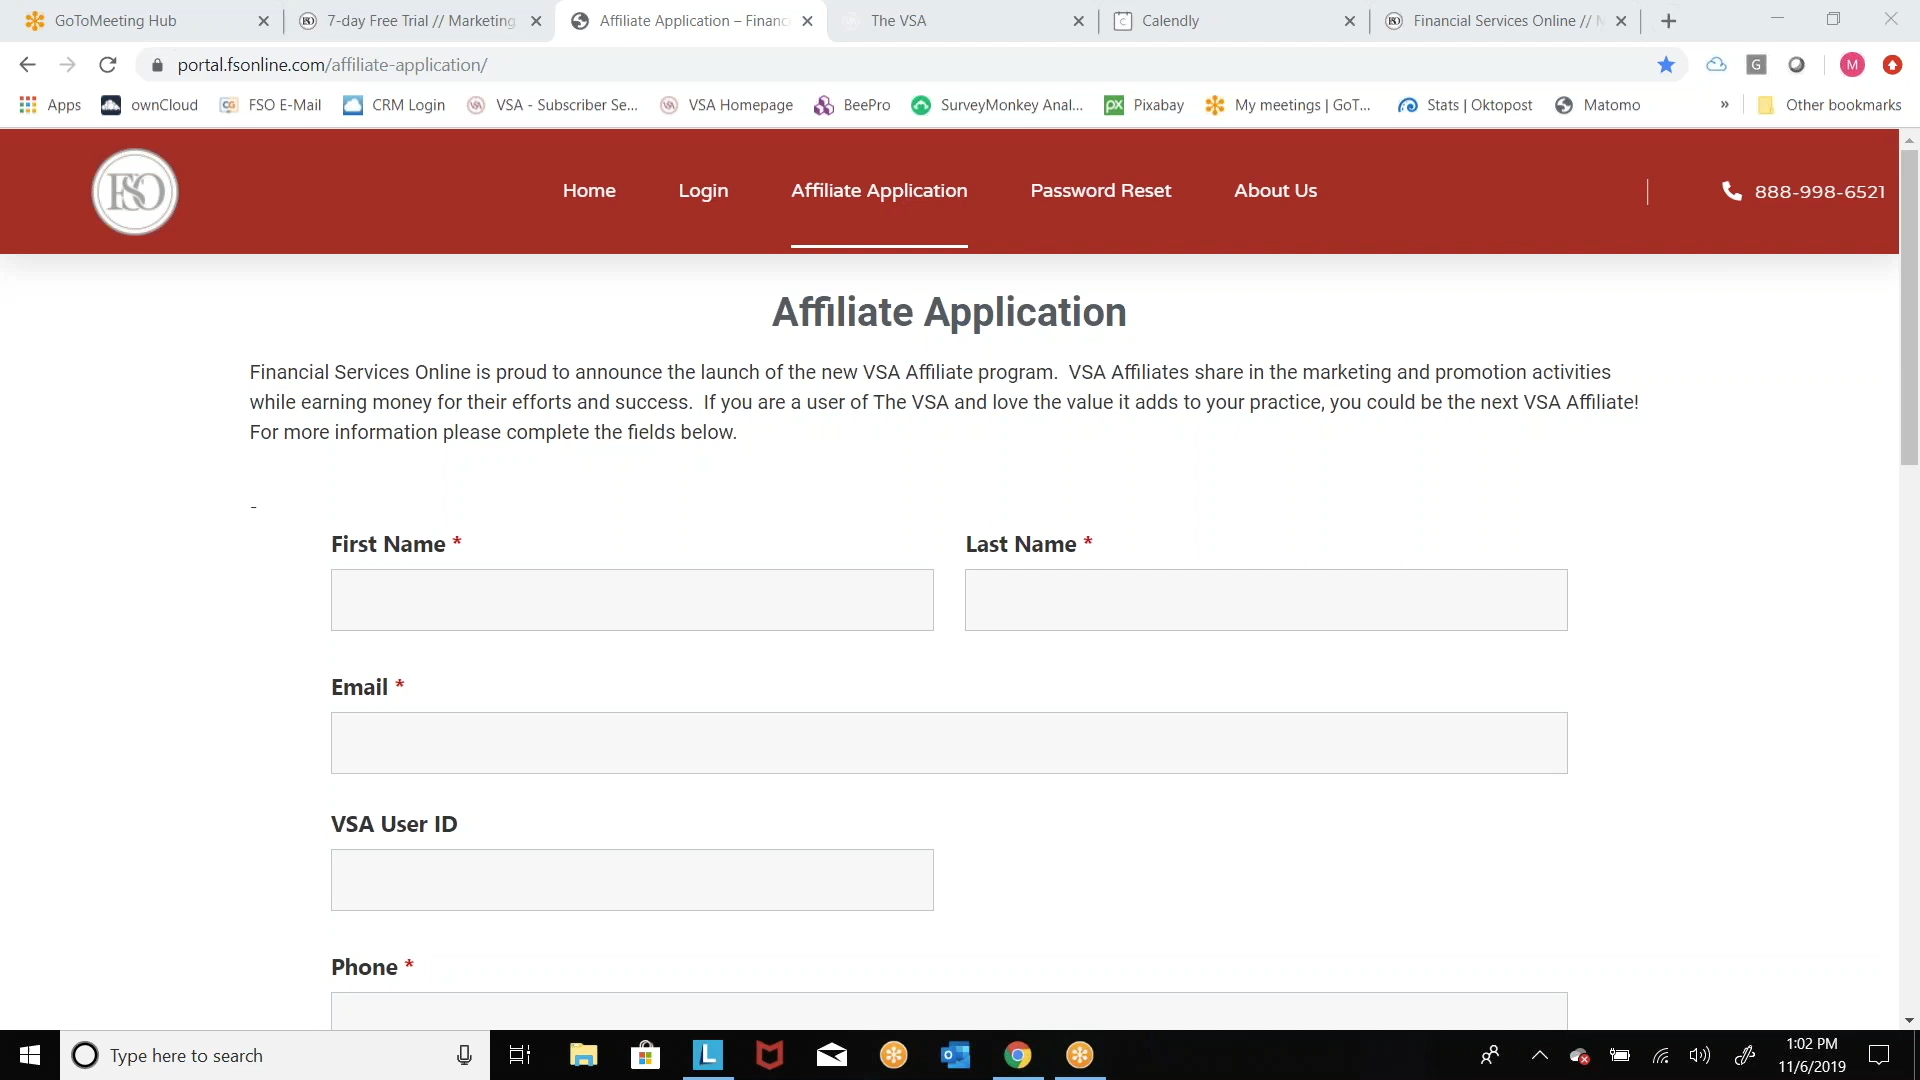 GoToMeeting Hub
7-day Free Trial // Marketing
Affiliate Application – Financ
The VSA
Calendly
Financial Services Online // M
portal.fsonline.com/affiliate-application/
G
M
Apps
ownCloud
FSO E-Mail
CRM Login
VSA - Subscriber Se...
VSA Homepage
BeePro
SurveyMonkey Anal...
Pixabay
My meetings | GoT...
Stats | Oktopost
Matomo
»
Other bookmarks
FSO
Home
Login
Affiliate Application
Password Reset
About Us
888-998-6521
Affiliate Application
Financial Services Online is proud to announce the launch of the new VSA Affiliate program.  VSA Affiliates share in the marketing and promotion activities
while earning money for their efforts and success.  If you are a user of The VSA and love the value it adds to your practice, you could be the next VSA Affiliate!
For more information please complete the fields below.
-
First Name *
Last Name *
Email *
VSA User ID
Phone *
Type here to search
1:02 PM
11/6/2019